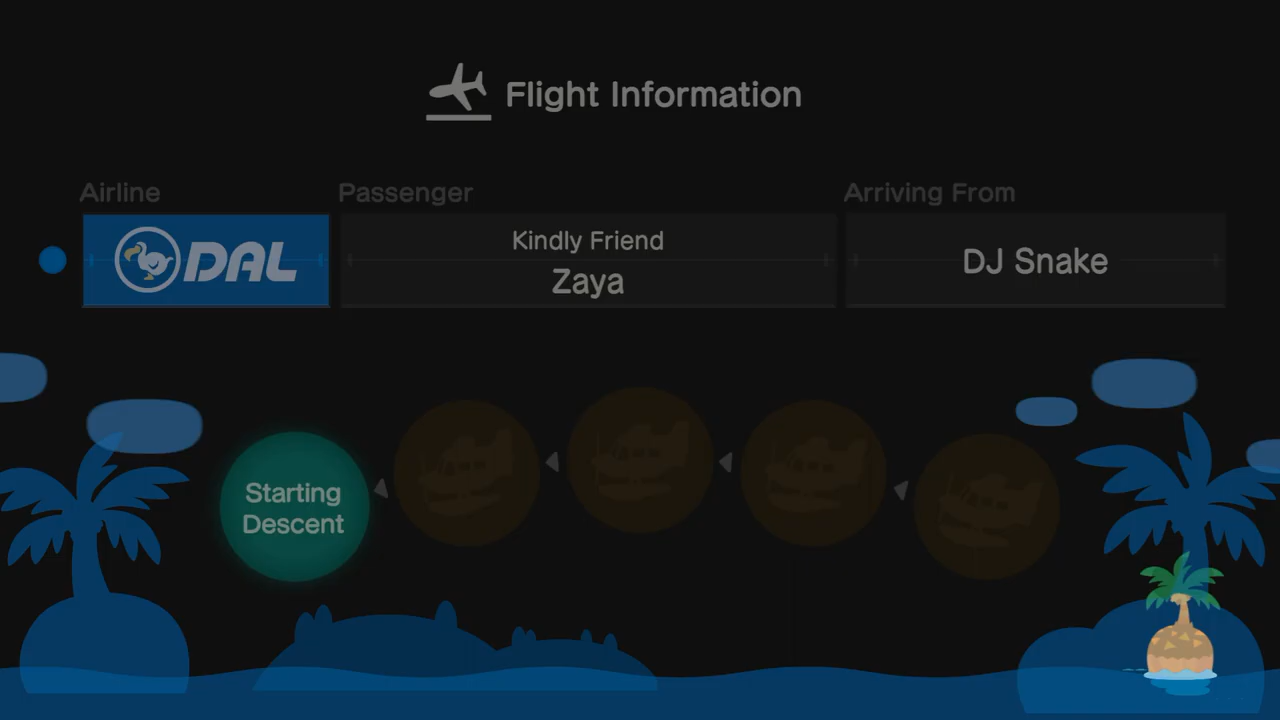 Flight Information
Airline
Passenger
Arriving From
DAL
Kindly Friend
Zaya
DJ Snake
Starting
Descent